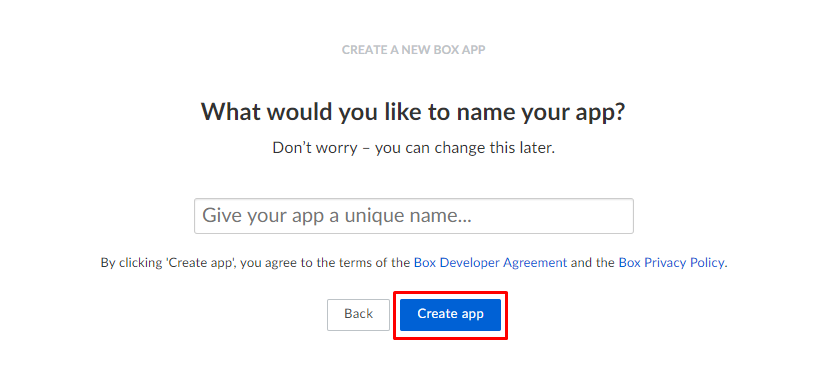 CREATE A NEW BOX APP
What would you like to name your app?
Don’t worry – you can change this later.
Give your app a unique name...
By clicking 'Create app', you agree to the terms of the Box Developer Agreement and the Box Privacy Policy.
Back Create app